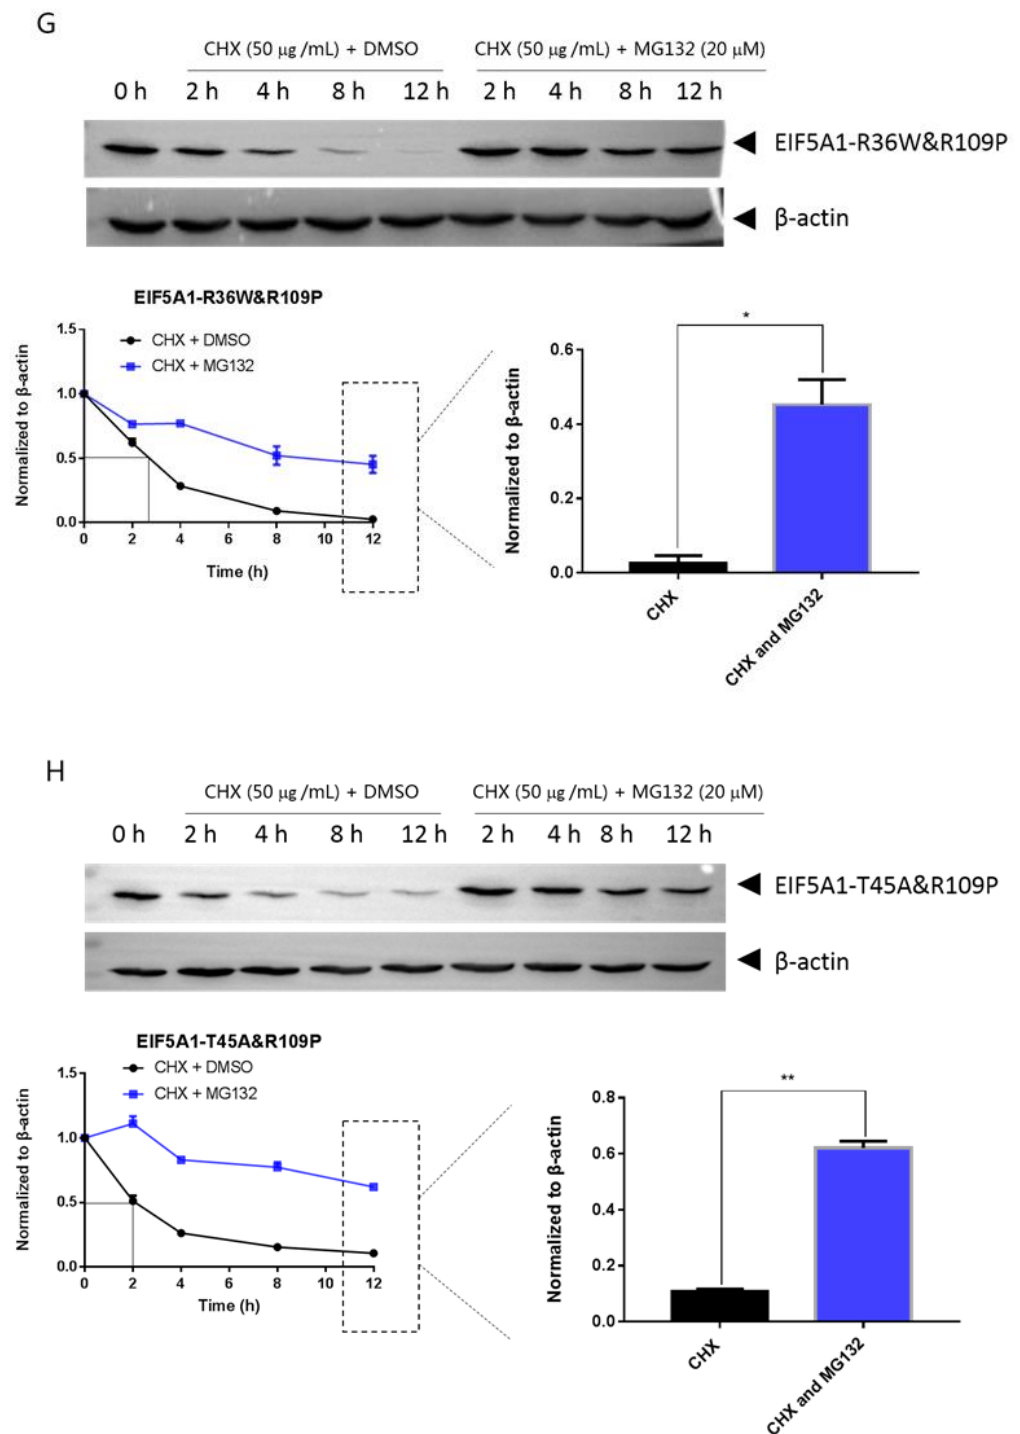 G
CHX (50 μg/mL) + DMSO CHX (50 μg/mL) + MG132 (20 μM)
0 h 2 h 4 h 8 h 12 h 2 h 4 h 8 h 12 h
EIF5A1-R36W&R109P
β-actin
EIF5A1-R36W&R109P
CHX + DMSO
CHX + MG132
Normalized to β-actin
1.5
1.0
0.5
0.0
0 2 4 6 8 10 12
Time (h)
*
Normalized to β-actin
0.6
0.4
0.2
0.0
CHX
CHX and MG132
H
CHX (50 μg/mL) + DMSO CHX (50 μg/mL) + MG132 (20 μM)
0 h 2 h 4 h 8 h 12 h 2 h 4 h 8 h 12 h
EIF5A1-T45A&R109P
β-actin
EIF5A1-T45A&R109P
CHX + DMSO
CHX + MG132
Normalized to β-actin
1.5
1.0
0.5
0.0
0 2 4 6 8 10 12
Time (h)
**
Normalized to β-actin
0.8
0.6
0.4
0.2
0.0
CHX
CHX and MG132